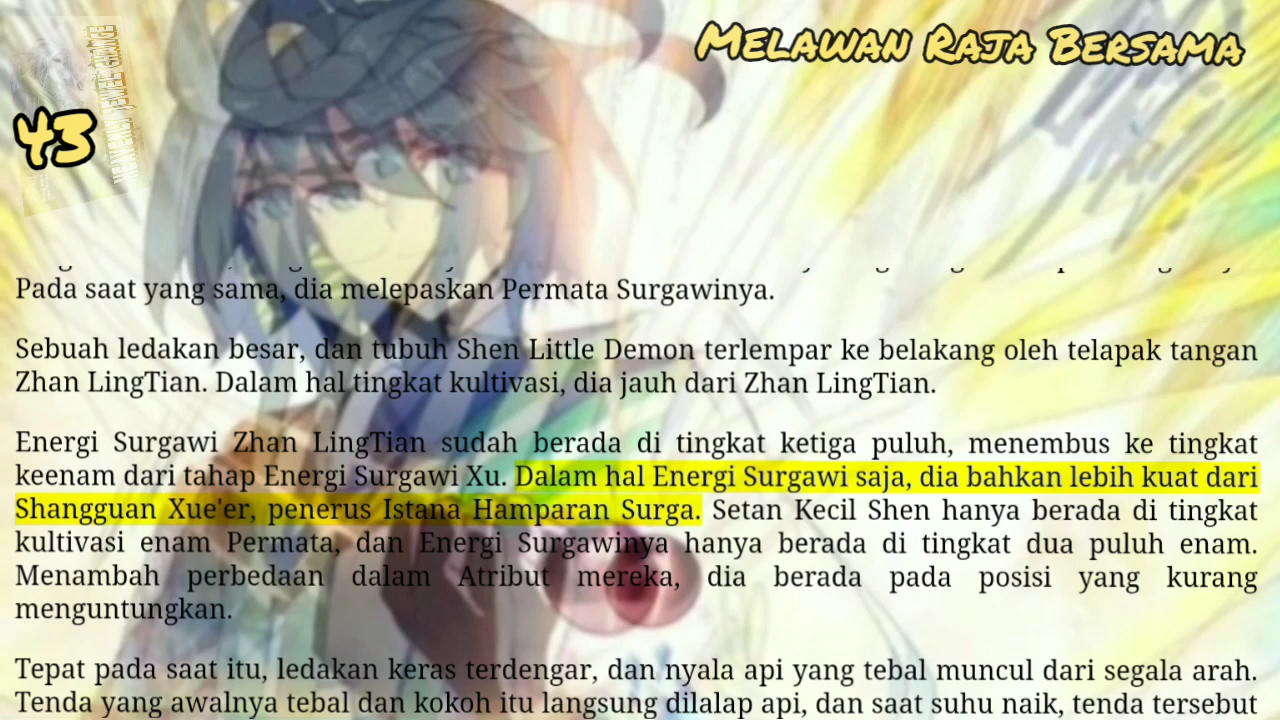 Melawan Raja Bersama
43
HEAVENLY JEWEL CHANGE
Pada saat yang sama, dia melepaskan Permata Surgawinya.
Sebuah ledakan besar, dan tubuh Shen Little Demon terlempar ke belakang oleh telapak tangan
Zhan LingTian. Dalam hal tingkat kultivasi, dia jauh dari Zhan LingTian.
Energi Surgawi Zhan LingTian sudah berada di tingkat ketiga puluh, menembus ke tingkat
keenam dari tahap Energi Surgawi Xu. Dalam hal Energi Surgawi saja, dia bahkan lebih kuat dari
Shangguan Xue'er, penerus Istana Hamparan Surga. Setan Kecil Shen hanya berada di tingkat
kultivasi enam Permata, dan Energi Surgawinya hanya berada di tingkat dua puluh enam.
Menambah perbedaan dalam Atribut mereka, dia berada pada posisi yang kurang
menguntungkan.
Tepat pada saat itu, ledakan keras terdengar, dan nyala api yang tebal muncul dari segala arah.
Tenda yang awalnya tebal dan kokoh itu langsung dilalap api, dan saat suhu naik, tenda tersebut